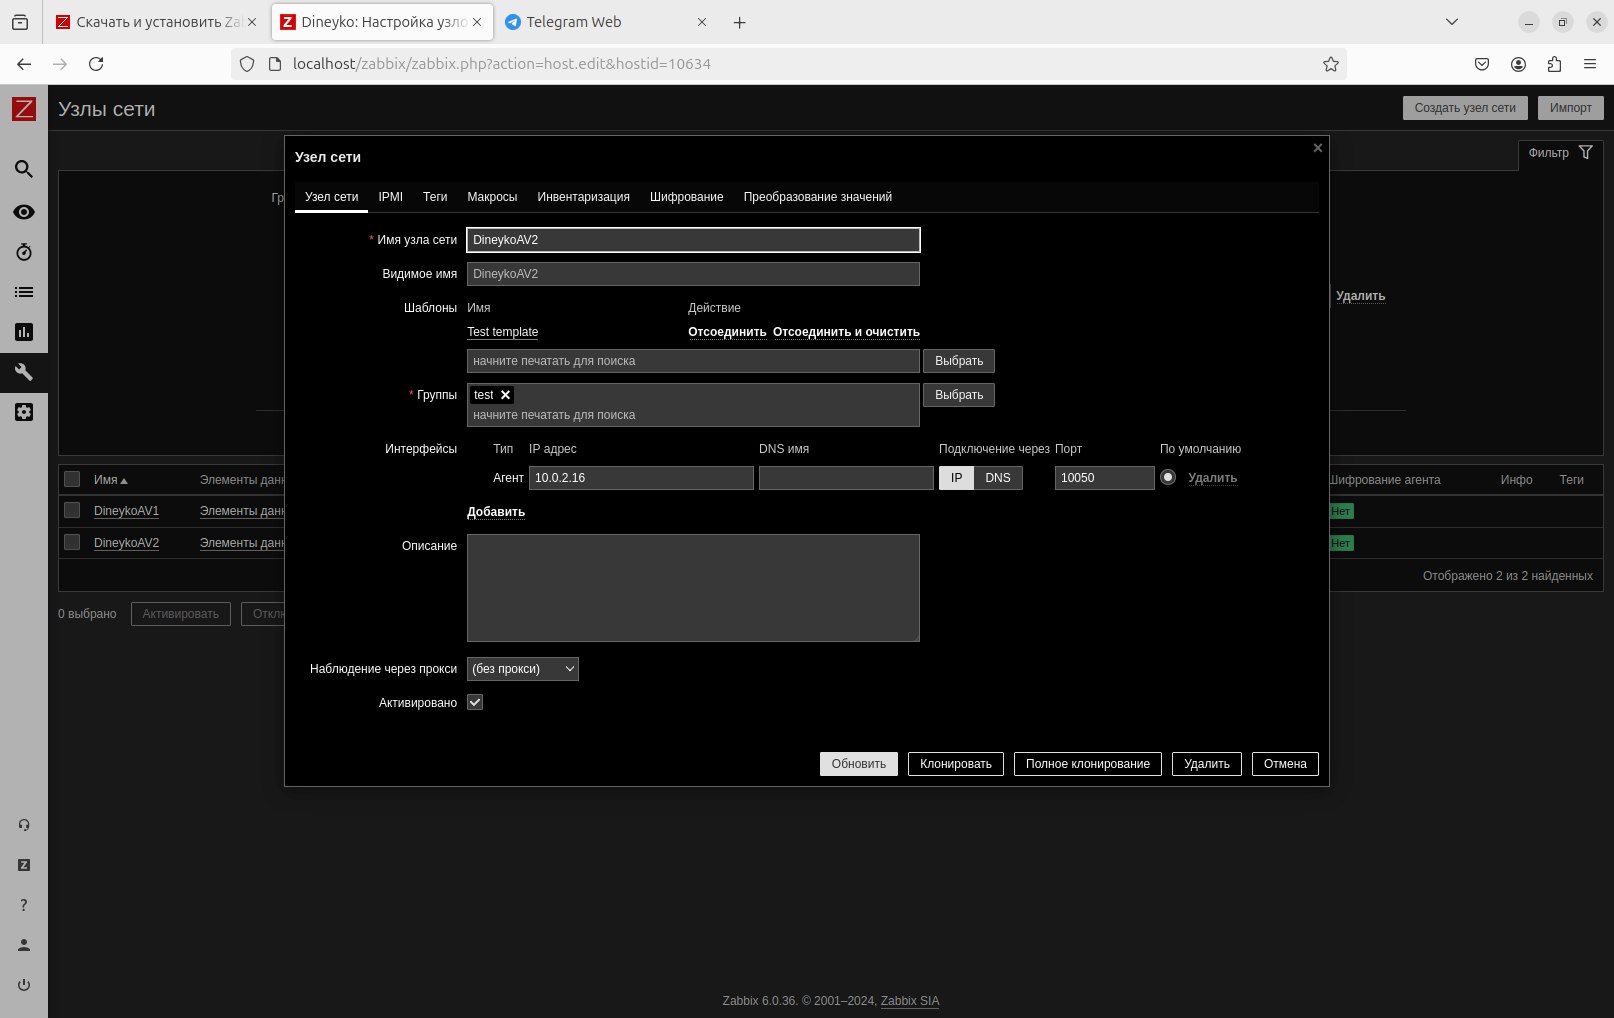 Скачать и установить Za
Dineyko: Настройка узло
Telegram Web
localhost/zabbix/zabbix.php?action=host.edit&hostid=10634
Z
Узлы сети
Создать узел сети
Импорт
Фильтр
Гр
Удалить
Узел сети
Узел сети
IPMI
Теги
Макросы
Инвентаризация
Шифрование
Преобразование значений
* Имя узла сети
DineykoAV2
Видимое имя
DineykoAV2
Шаблоны
Имя
Действие
Test template
Отсоединить
Отсоединить и очистить
начните печатать для поиска
Выбрать
* Группы
test
начните печатать для поиска
Выбрать
Интерфейсы
Тип
IP адрес
DNS имя
Подключение через
Порт
По умолчанию
Агент
10.0.2.16
IP
DNS
10050
Удалить
Добавить
Описание
Наблюдение через прокси
(без прокси)
Активировано
Обновить
Клонировать
Полное клонирование
Удалить
Отмена
Имя
Элементы данн
Шифрование агента
Инфо
Теги
DineykoAV1
Элементы данн
Нет
DineykoAV2
Элементы данн
Нет
Отображено 2 из 2 найденных
0 выбрано
Активировать
Отклю
Zabbix 6.0.36. © 2001–2024, Zabbix SIA